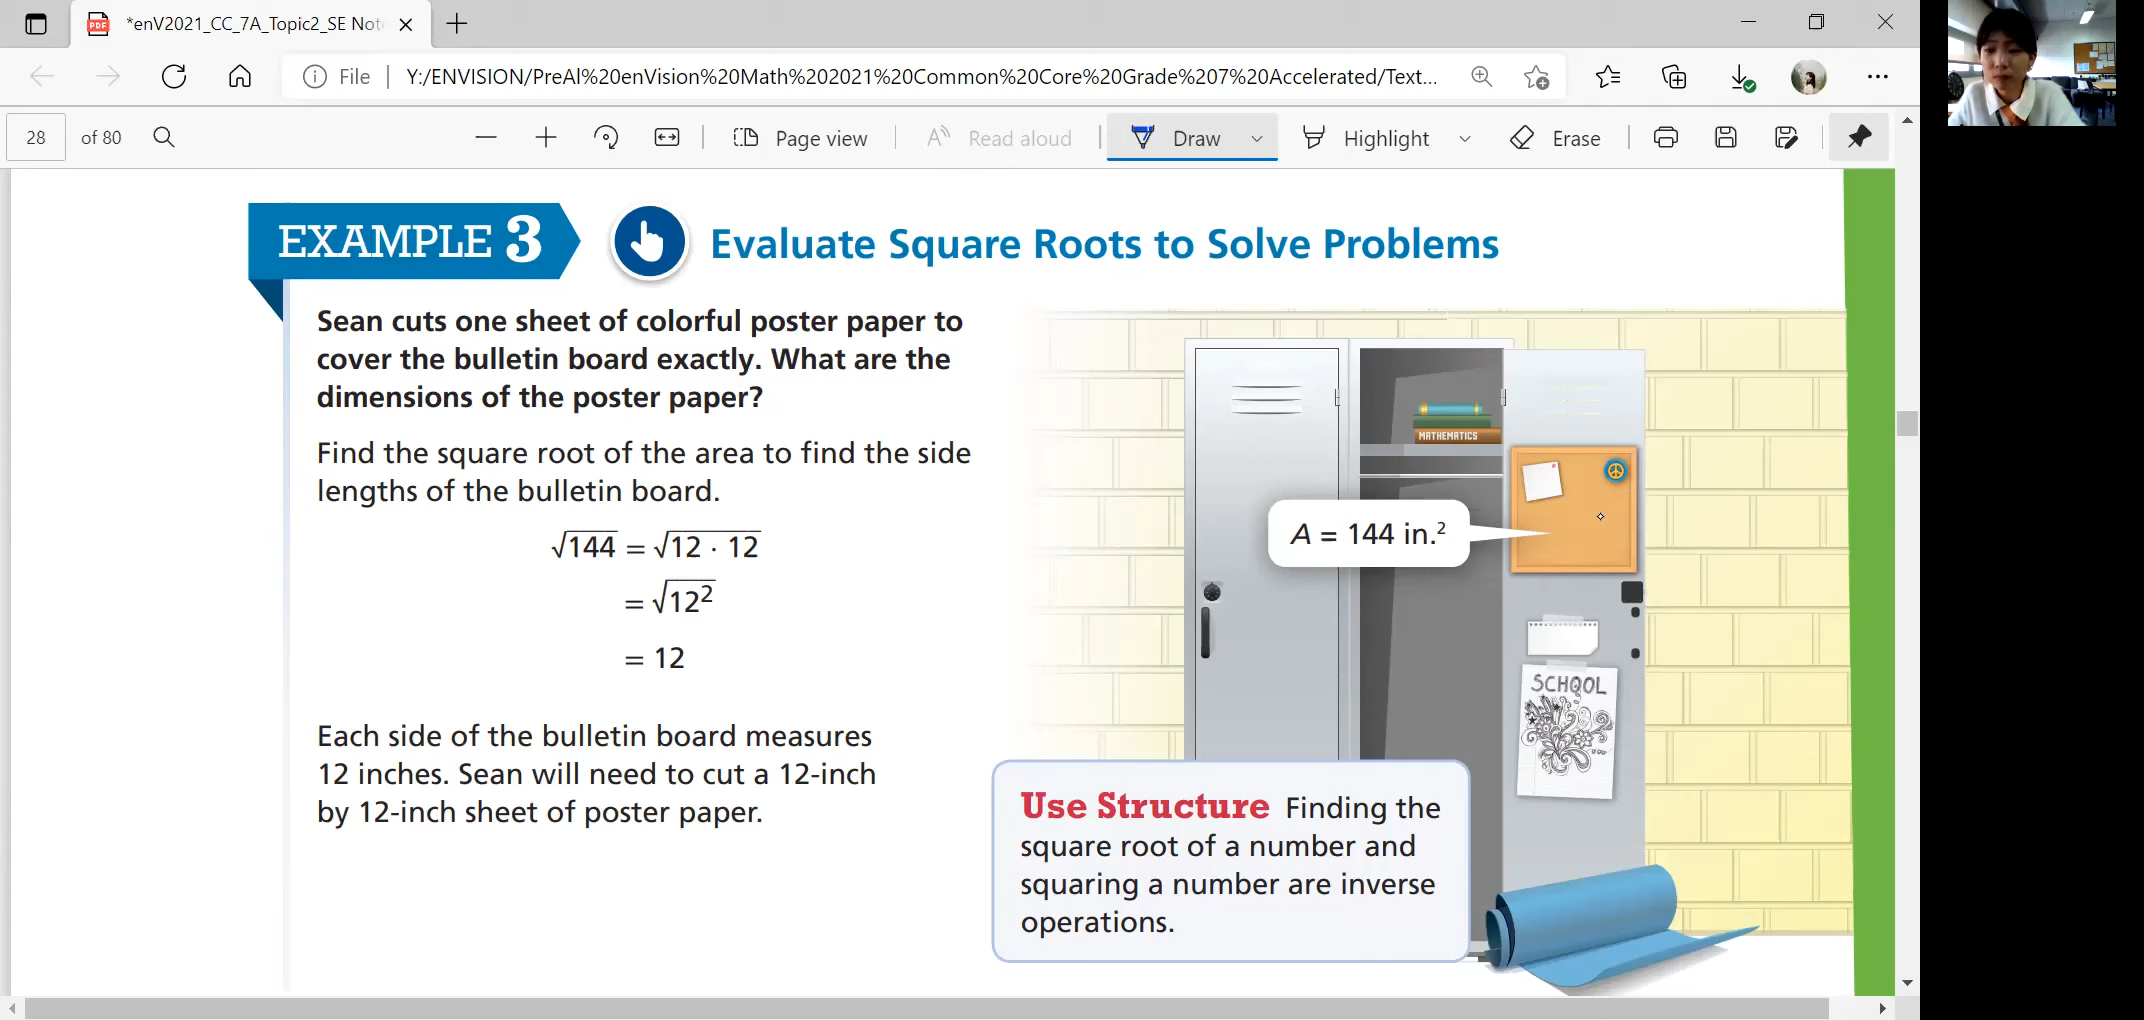 *enV2021_CC_7A_Topic2_SE Note
File
Y:/ENVISION/PreAl%20enVision%20Math%202021%20Common%20Core%20Grade%207%20Accelerated/Text...
28 of 80
Page view
Read aloud
Draw
Highlight
Erase
EXAMPLE 3
Evaluate Square Roots to Solve Problems
Sean cuts one sheet of colorful poster paper to
cover the bulletin board exactly. What are the
dimensions of the poster paper?
Find the square root of the area to find the side
lengths of the bulletin board.
√144 = √12 · 12
= √12²
= 12
Each side of the bulletin board measures
12 inches. Sean will need to cut a 12-inch
by 12-inch sheet of poster paper.
MATHEMATICS
A = 144 in.²
SCHOOL
Use Structure Finding the
square root of a number and
squaring a number are inverse
operations.